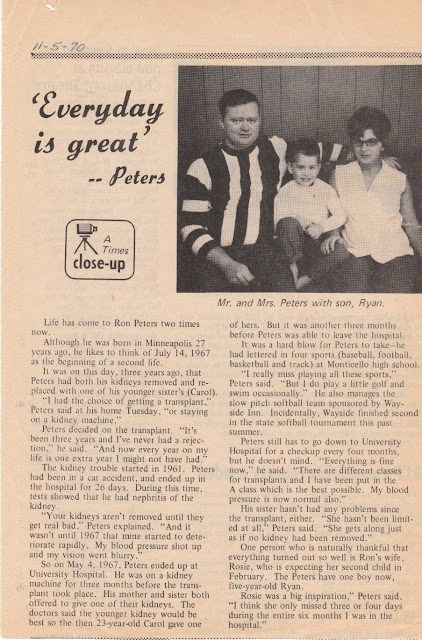 11-5-70
'Everyday
is great'
-- Peters
A
Times
close-up
Mr. and Mrs. Peters with son, Ryan.
Life has come to Ron Peters two times
now.
Although he was born in Minneapolis 27
years ago, he likes to think of July 14, 1967
as the beginning of a second life.
It was on this day, three years ago, that
Peters had both his kidneys removed and re-
placed with one of his younger sister's (Carol).
"I had the choice of getting a transplant,"
Peters said at his home Tuesday, "or staying
on a kidney machine."
Peters decided on the transplant. "It's
been three years and I've never had a rejec-
tion," he said. "And now every year on my
life is one extra year I might not have had."
The kidney trouble started in 1961. Peters
had been in a car accident, and ended up in
the hospital for 26 days. During this time,
tests showed that he had nephritis of the
kidney.
"Your kidneys aren't removed until they
get real bad," Peters explained. "And it
wasn't until 1967 that mine started to dete-
riorate rapidly. My blood pressure shot up
and my vision went blurry."
So on May 4, 1967, Peters ended up at
University Hospital. He was on a kidney
machine for three months before the trans-
plant took place. His mother and sister both
offered to give one of their kidneys. The
doctors said the younger kidney would be
best so the then 23-year-old Carol gave one
of hers. But it was another three months
before Peters was able to leave the hospital.
It was a hard blow for Peters to take--he
had lettered in four sports (baseball, football,
basketball and track) at Monticello high school.
"I really miss playing all these sports,"
Peters said. "But I do play a little golf and
swim occasionally." He also manages the
slow pitch softball team sponsored by Way-
side Inn. Incidentally, Wayside finished second
in the state softball tournament this past
summer.
Peters still has to go down to University
Hospital for a checkup every four months,
but he doesn't mind. "Everything is fine
now," he said. "There are different classes
for transplants and I have been put in the
A class which is the best possible. My blood
pressure is now normal also."
His sister hasn't had any problems since
the transplant, either. "She hasn't been limit-
ed at all," Peters said. "She gets along just
as if no kidney had been removed."
One person who is naturally thankful that
everything turned out so well is Ron's wife,
Rosie, who is expecting her second child in
February. The Peters have one boy now,
five-year-old Ryan.
Rosie was a big inspiration," Peters said.
"I think she only missed three or four days
during the entire six months I was in the
hospital."